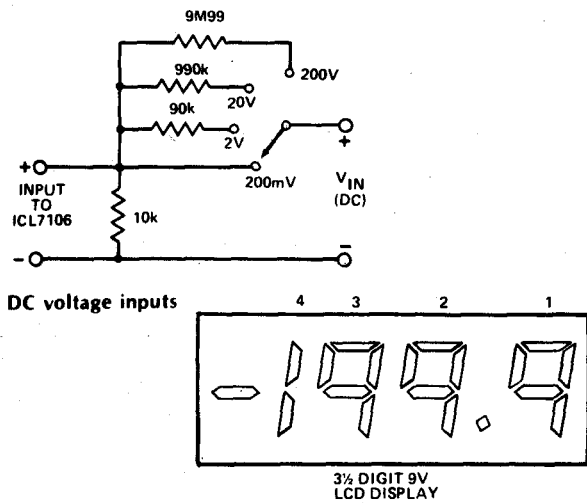 9M99
200V
990k
20V
90k
2V
+
+
200mV
VIN
(DC)
INPUT
TO
ICL7106
10k
-
-
DC voltage inputs
4 3 2 1
-199.9
3½ DIGIT 9V
LCD DISPLAY